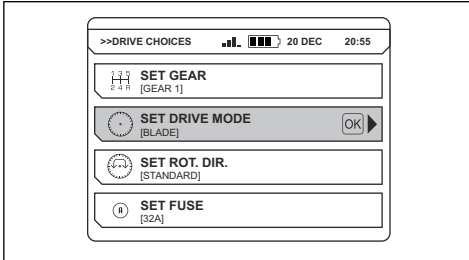 >>DRIVE CHOICES 20 DEC 20:55
1 3 5
2 4 R
SET GEAR
[GEAR 1]
SET DRIVE MODE
[BLADE]
OK
SET ROT. DIR.
[STANDARD]
A
SET FUSE
[32A]